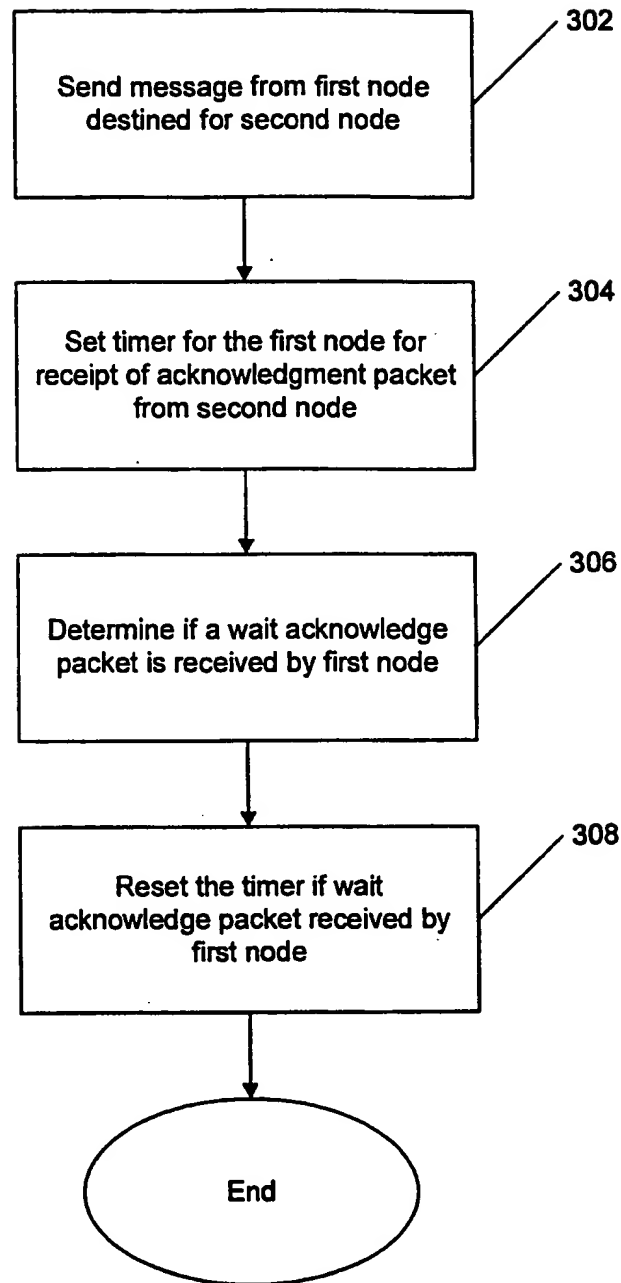 302
Send message from first node
destined for second node
304
Set timer for the first node for
receipt of acknowledgment packet
from second node
306
Determine if a wait acknowledge
packet is received by first node
308
Reset the timer if wait
acknowledge packet received by
first node
End